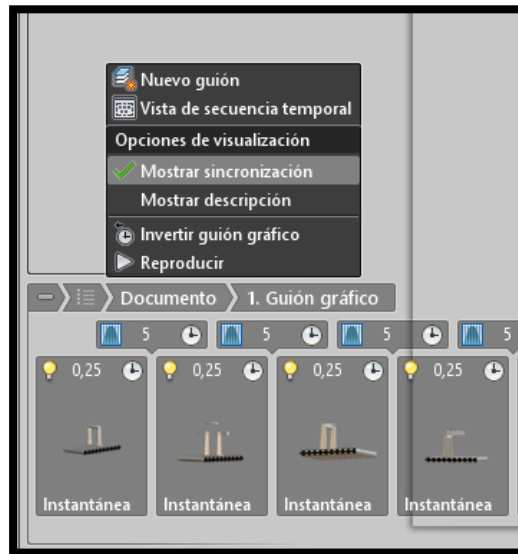 Nuevo guión
Vista de secuencia temporal
Opciones de visualización
Mostrar sincronización
Mostrar descripción
Invertir guión gráfico
Reproducir
Documento 1. Guión gráfico
5 5 5 5
0,25 0,25 0,25 0,25
Instantánea Instantánea Instantánea Instantánea